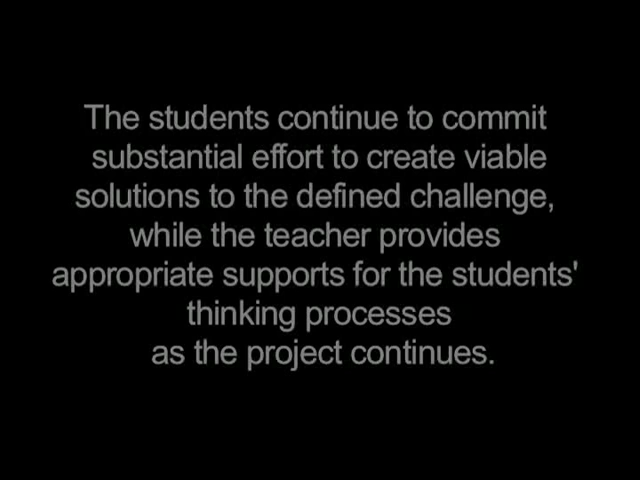 The students continue to commit
substantial effort to create viable
solutions to the defined challenge,
while the teacher provides
appropriate supports for the students'
thinking processes
as the project continues.